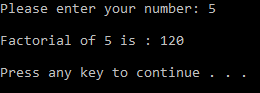 Please enter your number: 5
Factorial of 5 is : 120
Press any key to continue . . .